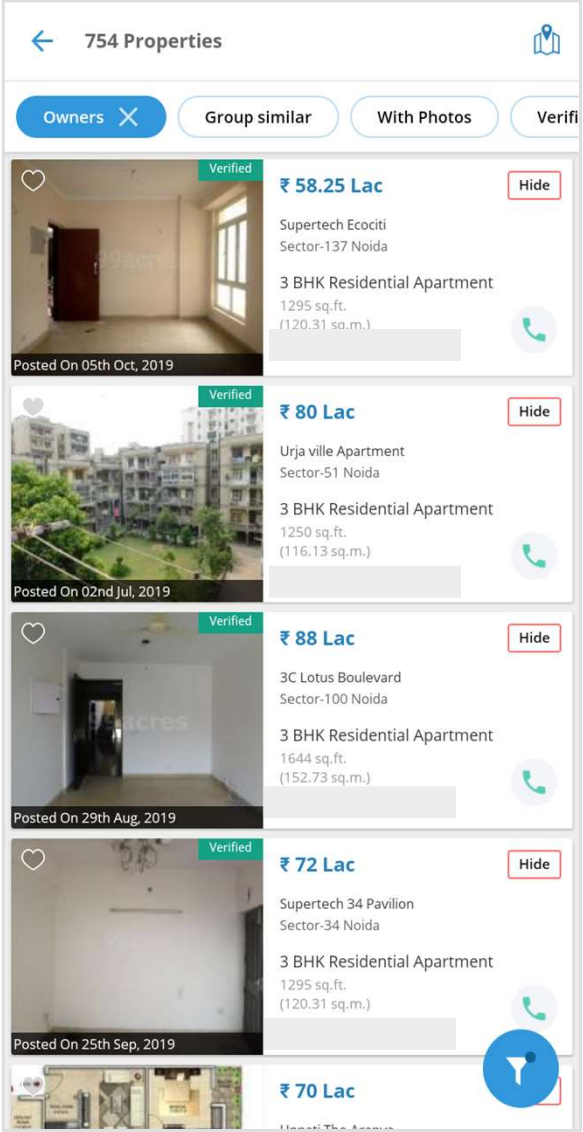 754 Properties
Owners
Group similar
With Photos
Verifi
Verified
₹ 58.25 Lac
Hide
Supertech Ecociti
Sector-137 Noida
3 BHK Residential Apartment
1295 sq.ft.
(120.31 sq.m.)
99acres
Posted On 05th Oct, 2019
Verified
₹ 80 Lac
Hide
Urja ville Apartment
Sector-51 Noida
3 BHK Residential Apartment
1250 sq.ft.
(116.13 sq.m.)
Posted On 02nd Jul, 2019
Verified
₹ 88 Lac
Hide
3C Lotus Boulevard
Sector-100 Noida
3 BHK Residential Apartment
1644 sq.ft.
(152.73 sq.m.)
99acres
Posted On 29th Aug, 2019
Verified
₹ 72 Lac
Hide
Supertech 34 Pavilion
Sector-34 Noida
3 BHK Residential Apartment
1295 sq.ft.
(120.31 sq.m.)
Posted On 25th Sep, 2019
₹ 70 Lac